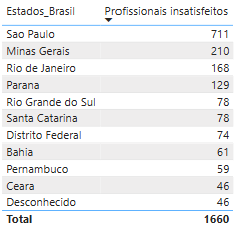 Estados_Brasil Profissionais insatisfeitos
Sao Paulo 711
Minas Gerais 210
Rio de Janeiro 168
Parana 129
Rio Grande do Sul 78
Santa Catarina 78
Distrito Federal 74
Bahia 61
Pernambuco 59
Ceara 46
Desconhecido 46
Total 1660